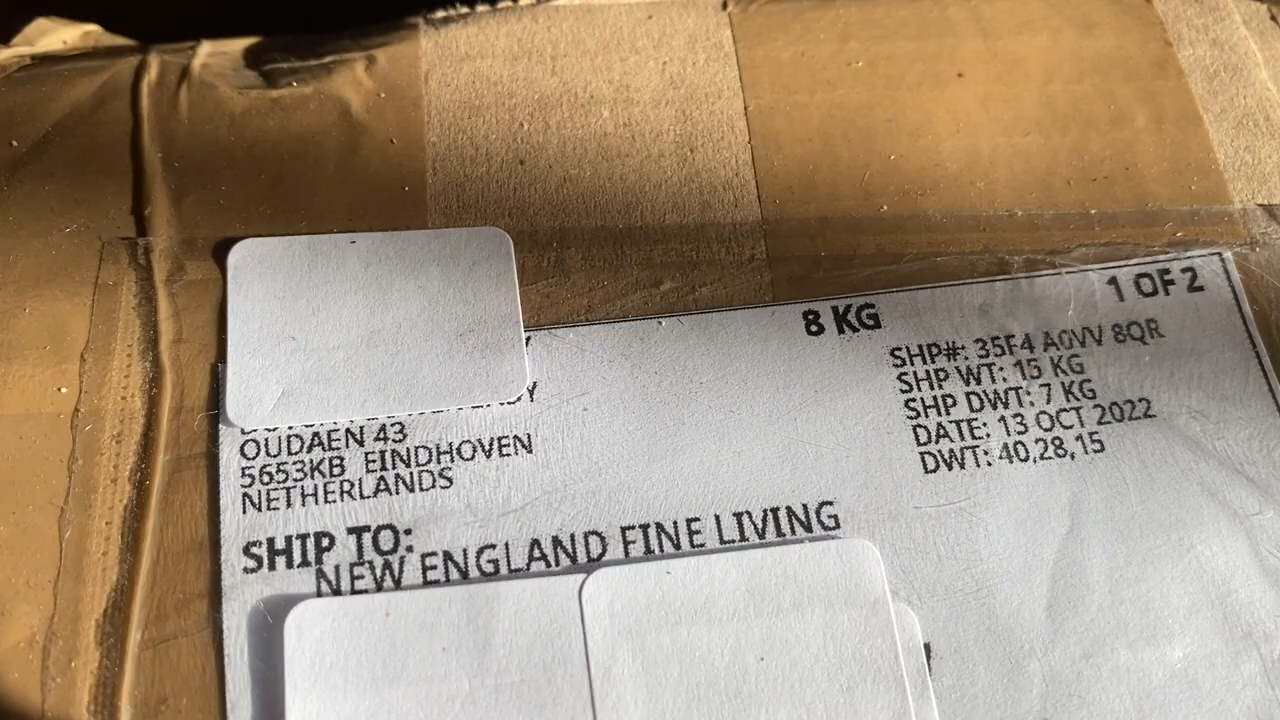 8 KG
1 OF 2
SHP#: 35F4 A0VV 8QR
SHP WT: 15 KG
SHP DWT: 7 KG
DATE: 13 OCT 2022
DWT: 40,28,15
OUDAEN 43
5653KB EINDHOVEN
NETHERLANDS
SHIP TO:
NEW ENGLAND FINE LIVING